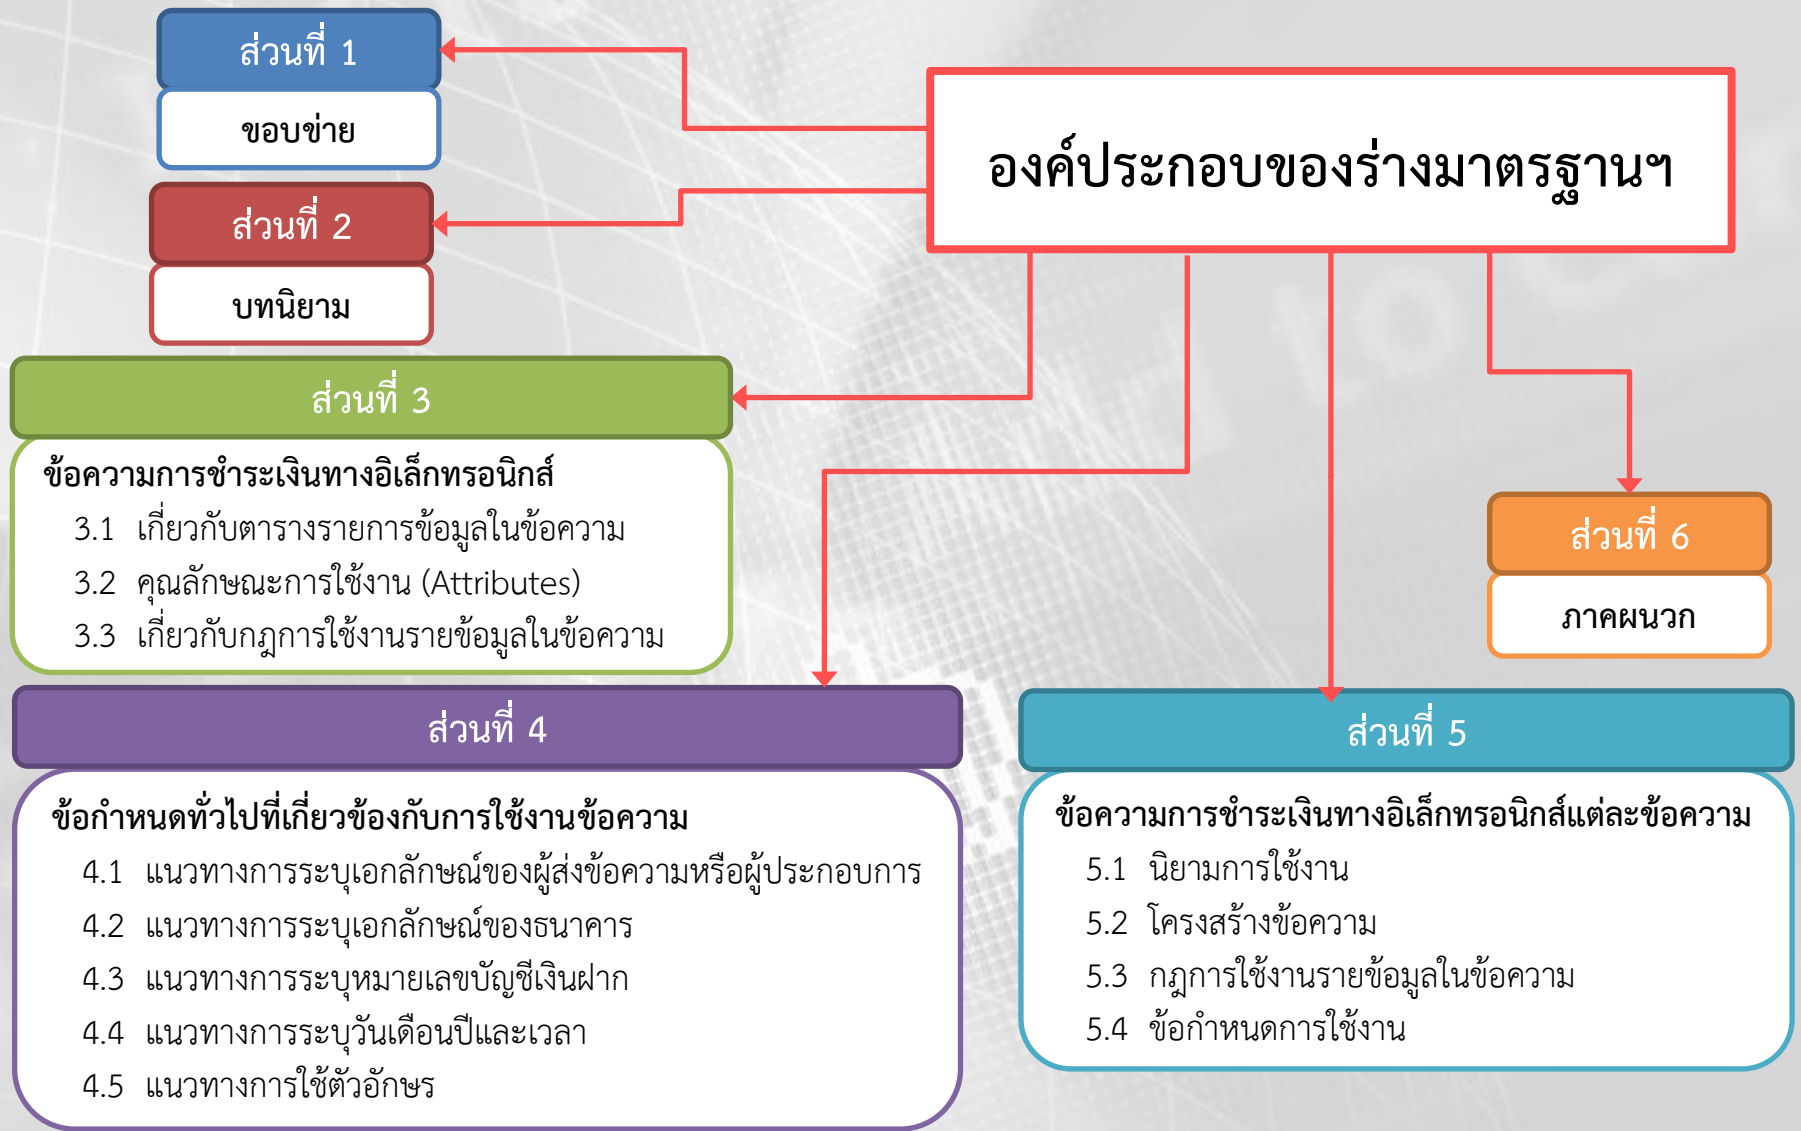 องค์ประกอบของร่างมาตรฐานฯ
ส่วนที่ 1
ขอบข่าย
ส่วนที่ 2
บทนิยาม
ส่วนที่ 3
ข้อความการชำระเงินทางอิเล็กทรอนิกส์
3.1 เกี่ยวกับตารางรายการข้อมูลในข้อความ
3.2 คุณลักษณะการใช้งาน (Attributes)
3.3 เกี่ยวกับกฎการใช้งานรายข้อมูลในข้อความ
ส่วนที่ 4
ข้อกำหนดทั่วไปที่เกี่ยวข้องกับการใช้งานข้อความ
4.1 แนวทางการระบุเอกลักษณ์ของผู้ส่งข้อความหรือผู้ประกอบการ
4.2 แนวทางการระบุเอกลักษณ์ของธนาคาร
4.3 แนวทางการระบุหมายเลขบัญชีเงินฝาก
4.4 แนวทางการระบุวันเดือนปีและเวลา
4.5 แนวทางการใช้ตัวอักษร
ส่วนที่ 5
ข้อความการชำระเงินทางอิเล็กทรอนิกส์แต่ละข้อความ
5.1 นิยามการใช้งาน
5.2 โครงสร้างข้อความ
5.3 กฎการใช้งานรายข้อมูลในข้อความ
5.4 ข้อกำหนดการใช้งาน
ส่วนที่ 6
ภาคผนวก